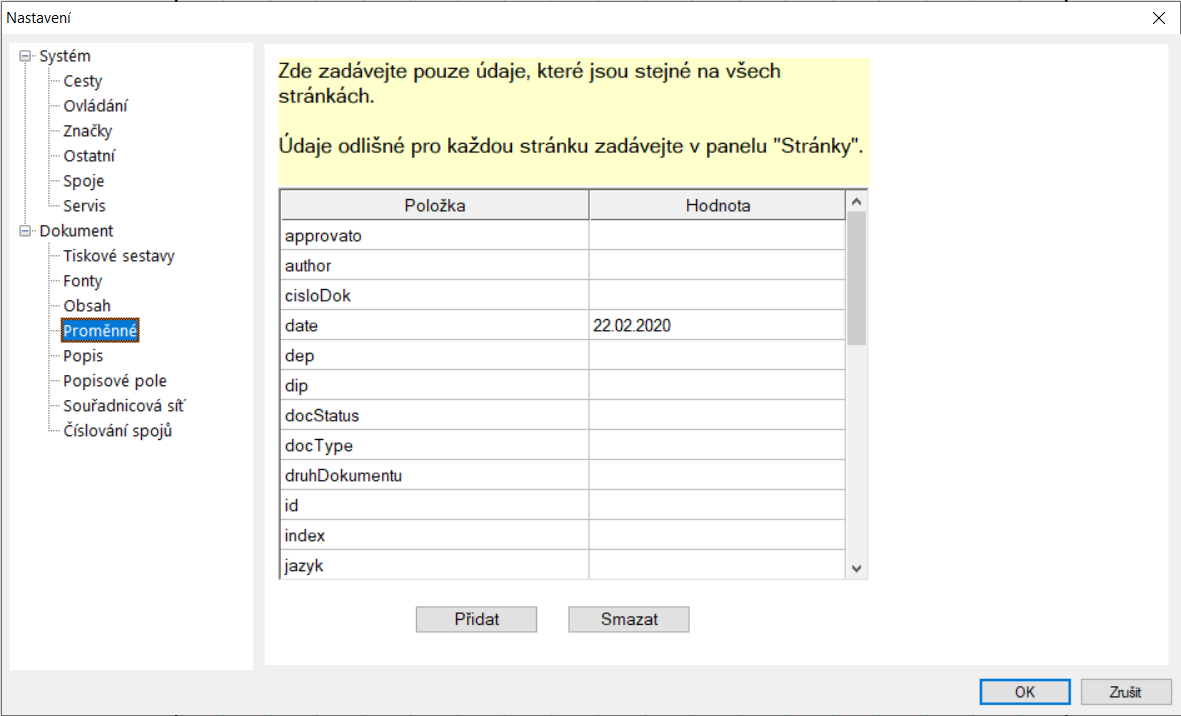 Nastavení
Systém
Cesty
Ovládání
Značky
Ostatní
Spoje
Servis
Dokument
Tiskové sestavy
Fonty
Obsah
Proměnné
Popis
Popisové pole
Souřadnicová síť
Číslování spojů
Zde zadávejte pouze údaje, které jsou stejné na všech
stránkách.
Údaje odlišné pro každou stránku zadávejte v panelu "Stránky".
Položka Hodnota
approvato
author
cisloDok
date 22.02.2020
dep
dip
docStatus
docType
druhDokumentu
id
index
jazyk
Přidat Smazat
OK Zrušit